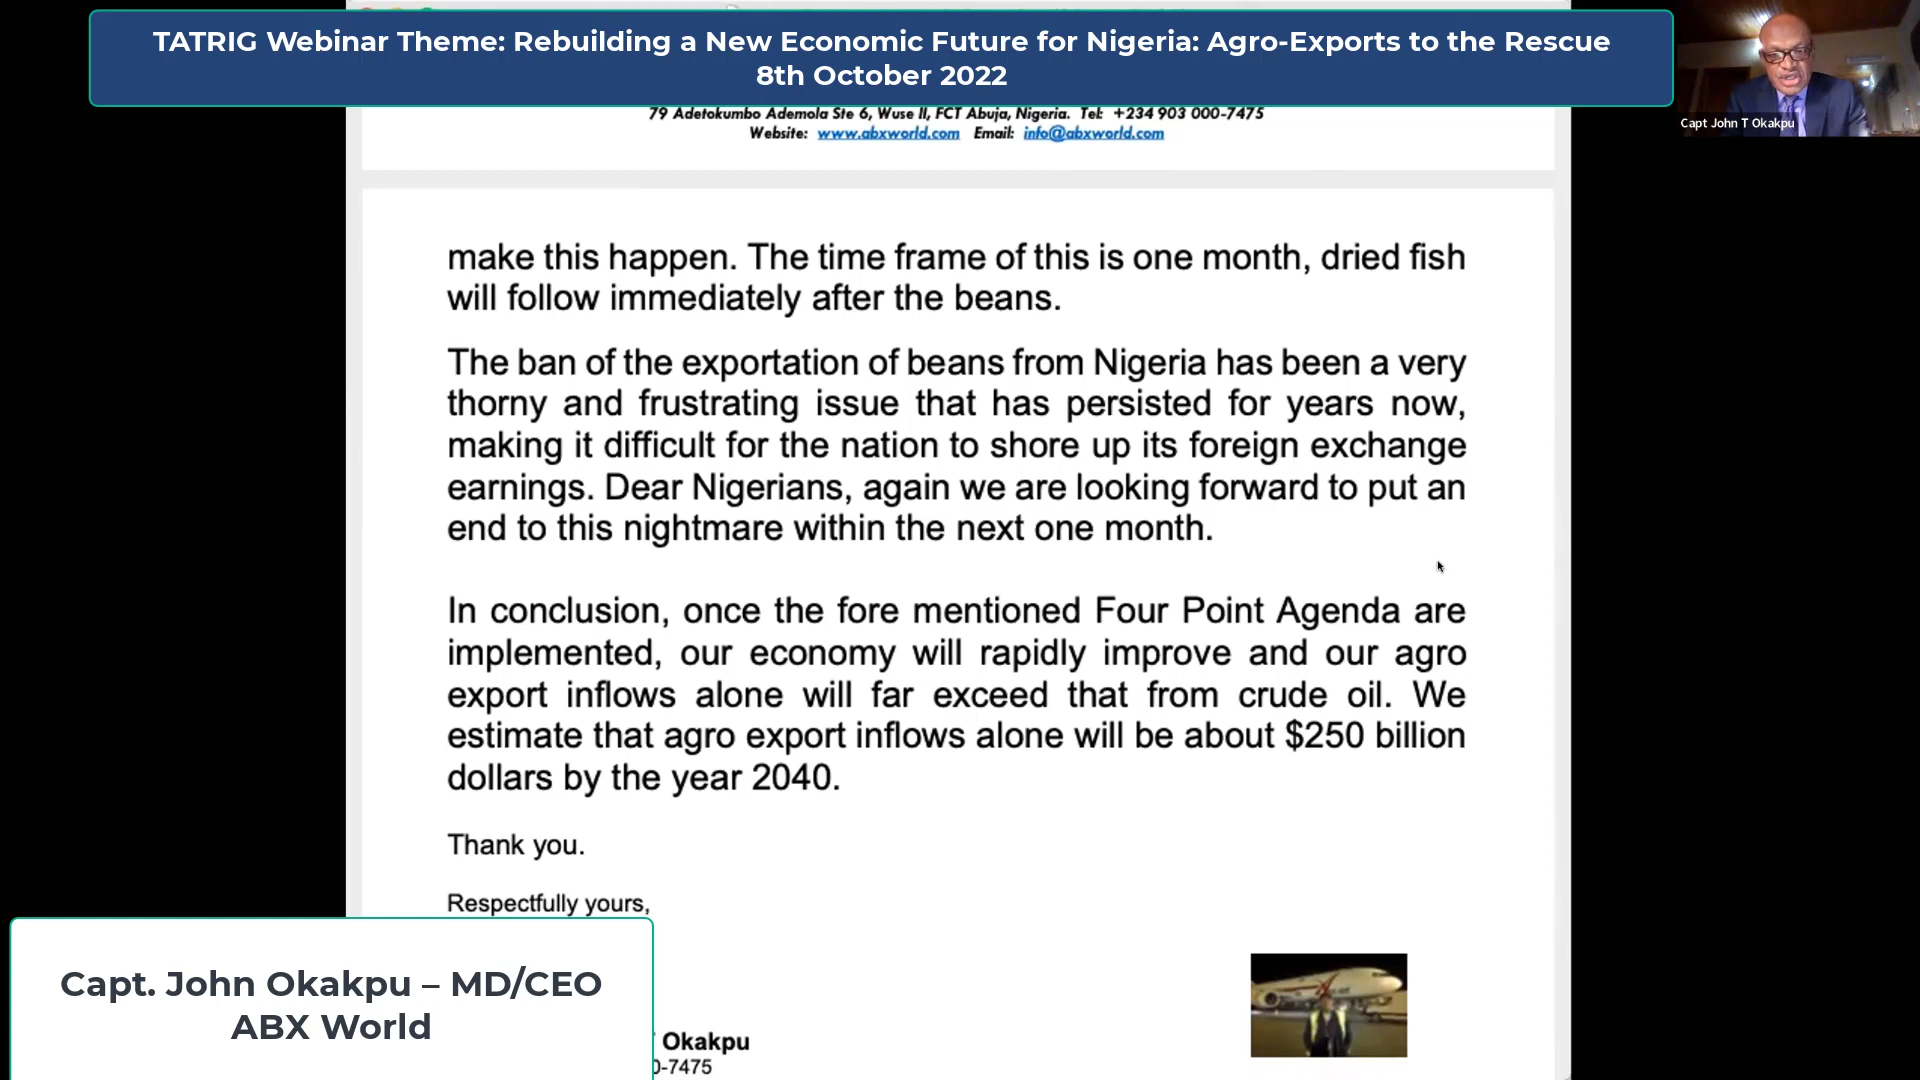 TATRIG Webinar Theme: Rebuilding a New Economic Future for Nigeria: Agro-Exports to the Rescue
8th October 2022
Capt John T Okakpu
79 Adetokumbo Ademola Ste 6, Wuse II, FCT Abuja, Nigeria. Tel: +234 903 000-7475
Website: www.abxworld.com Email: info@abxworld.com
make this happen. The time frame of this is one month, dried fish
will follow immediately after the beans.
The ban of the exportation of beans from Nigeria has been a very
thorny and frustrating issue that has persisted for years now,
making it difficult for the nation to shore up its foreign exchange
earnings. Dear Nigerians, again we are looking forward to put an
end to this nightmare within the next one month.
In conclusion, once the fore mentioned Four Point Agenda are
implemented, our economy will rapidly improve and our agro
export inflows alone will far exceed that from crude oil. We
estimate that agro export inflows alone will be about $250 billion
dollars by the year 2040.
Thank you.
Respectfully yours,
Okakpu
0-7475
Capt. John Okakpu – MD/CEO
ABX World